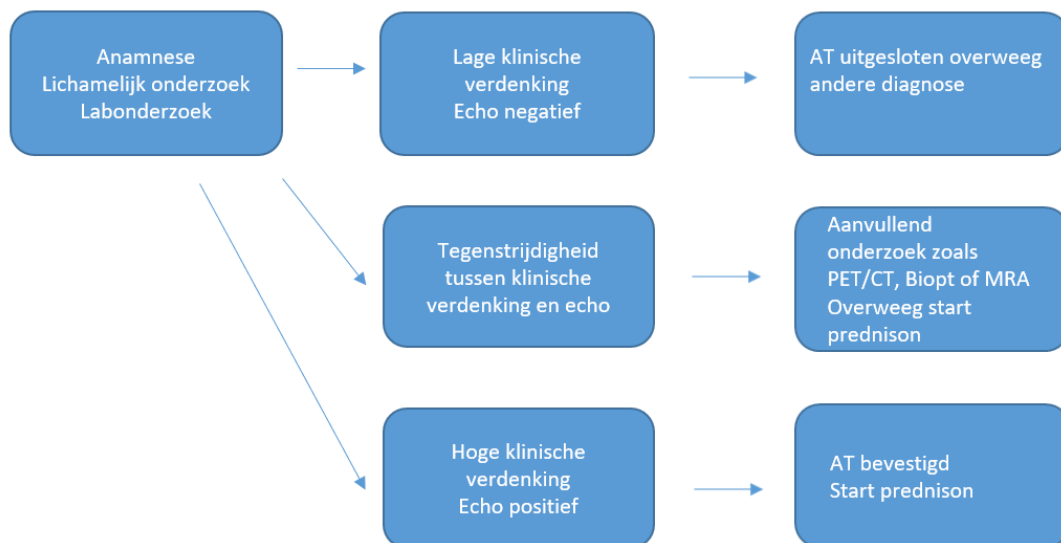 Anamnese
Lichamelijk onderzoek
Labonderzoek
Lage klinische
verdenking
Echo negatief
AT uitgesloten overweeg
andere diagnose
Tegenstrijdigheid
tussen klinische
verdenking en echo
Aanvullend
onderzoek zoals
PET/CT, Biopt of MRA
Overweeg start
prednison
Hoge klinische
verdenking
Echo positief
AT bevestigd
Start prednison